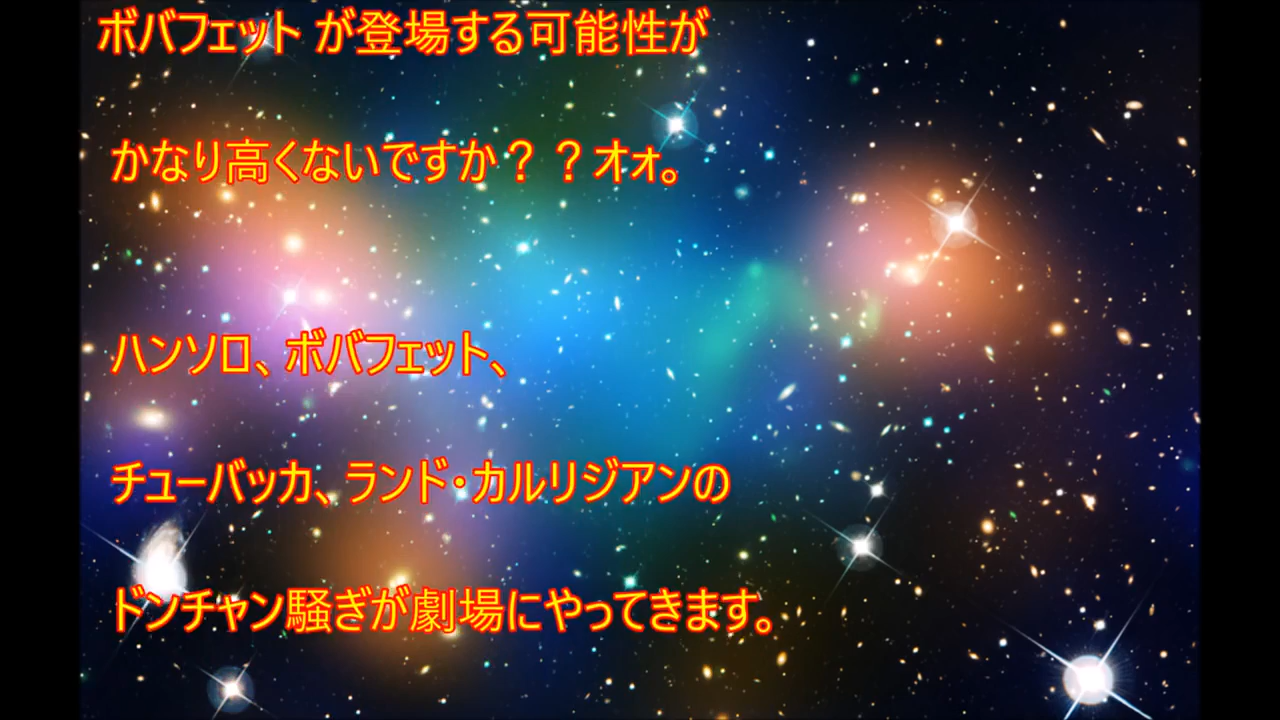 ボバフェット が登場する可能性が
かなり高くないですか？？オォ。
ハンソロ、ボバフェット、
チューバッカ、ランド・カルリジアンの
ドンチャン騒ぎが劇場にやってきます。